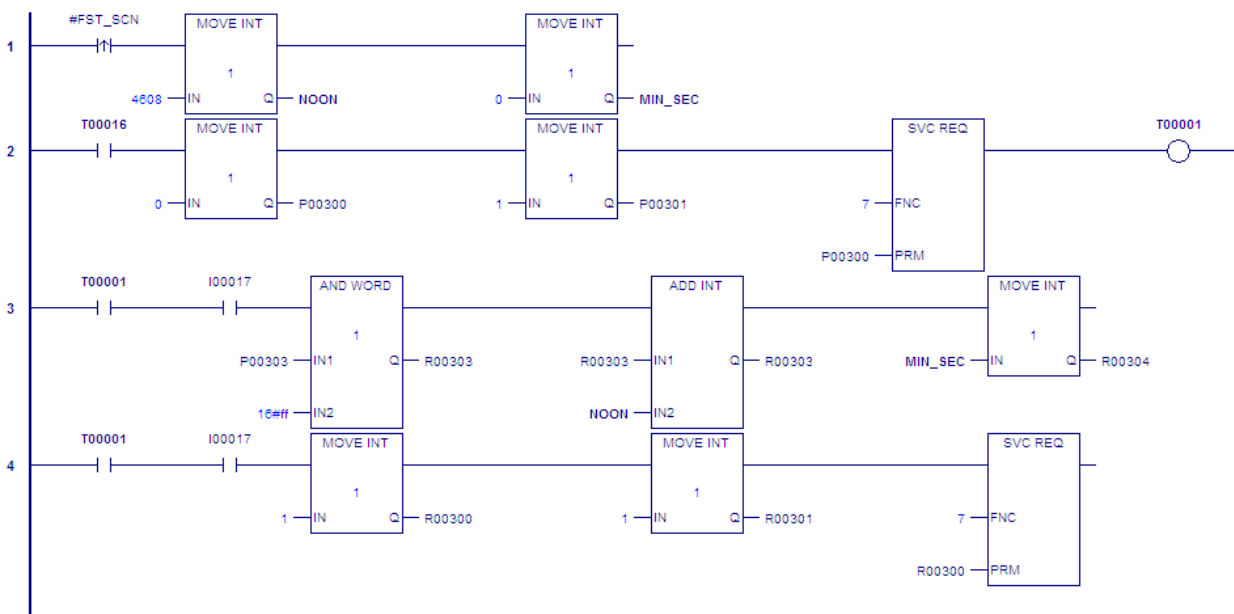 #FST_SCN MOVE INT MOVE INT
1
1 1
4608 IN Q NOON 0 IN Q MIN_SEC
T00016 MOVE INT MOVE INT SVC REQ T00001
2
1 1
0 IN Q P00300 1 IN Q P00301 7 FNC
P00300 PRM
T00001 I00017 AND WORD ADD INT MOVE INT
3
1 1
P00303 IN1 Q R00303 R00303 IN1 Q R00303 MIN_SEC IN Q R00304
16#ff IN2 NOON IN2
T00001 I00017 MOVE INT MOVE INT SVC REQ
4
1 1
1 IN Q R00300 1 IN Q R00301 7 FNC
R00300 PRM